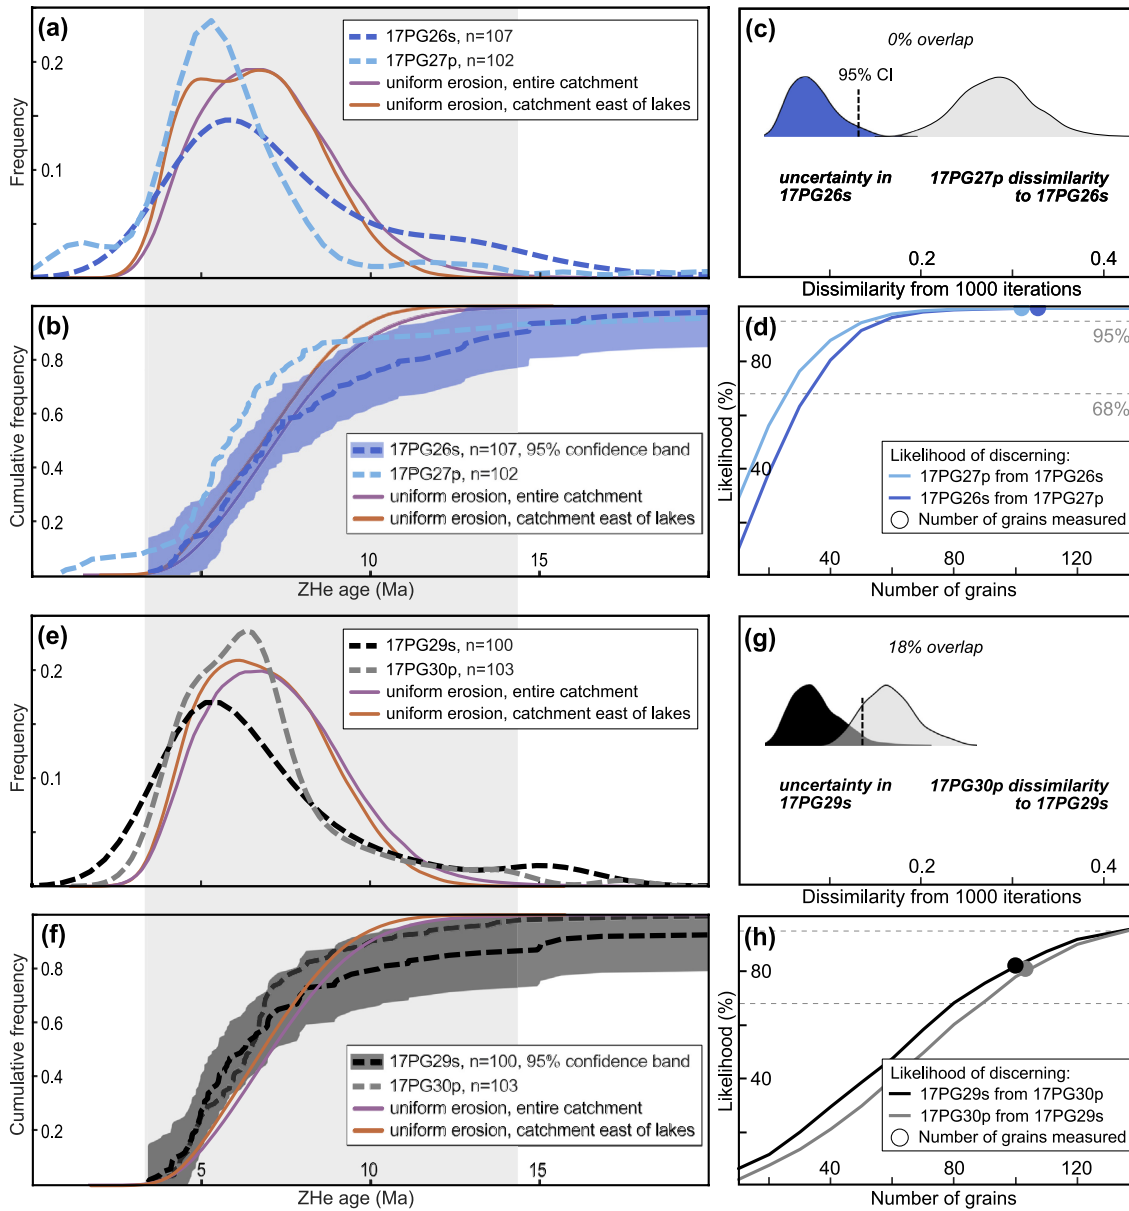 (a)
17PG26s, n=107
17PG27p, n=102
uniform erosion, entire catchment
uniform erosion, catchment east of lakes
0.2
0.1
Frequency
(b)
0.8
0.6
0.4
0.2
Cumulative frequency
17PG26s, n=107, 95% confidence band
17PG27p, n=102
uniform erosion, entire catchment
uniform erosion, catchment east of lakes
5
10
15
ZHe age (Ma)
(c)
0% overlap
95% CI
uncertainty in
17PG26s
17PG27p dissimilarity
to 17PG26s
0.2
0.4
Dissimilarity from 1000 iterations
(d)
95%
68%
80
40
Likelihood (%)
Likelihood of discerning:
17PG27p from 17PG26s
17PG26s from 17PG27p
Number of grains measured
40
80
120
Number of grains
(e)
17PG29s, n=100
17PG30p, n=103
uniform erosion, entire catchment
uniform erosion, catchment east of lakes
0.2
0.1
Frequency
(f)
0.8
0.6
0.4
0.2
Cumulative frequency
17PG29s, n=100, 95% confidence band
17PG30p, n=103
uniform erosion, entire catchment
uniform erosion, catchment east of lakes
5
10
15
ZHe age (Ma)
(g)
18% overlap
uncertainty in
17PG29s
17PG30p dissimilarity
to 17PG29s
0.2
0.4
Dissimilarity from 1000 iterations
(h)
80
40
Likelihood (%)
Likelihood of discerning:
17PG29s from 17PG30p
17PG30p from 17PG29s
Number of grains measured
40
80
120
Number of grains